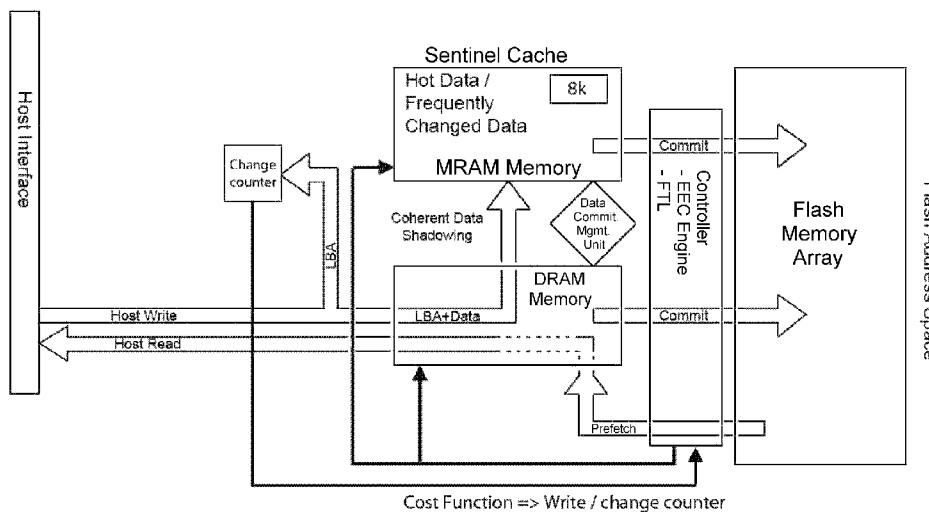 Sentinel Cache
Hot Data /
Frequently
Changed Data
8k
MRAM Memory
Host Interface
Change
counter
LBA
Coherent Data
Shadowing
Data
Commit.
Mgmt.
Unit
Commit
Controller
- EEC Engine
- FTL
Flash
Memory
Array
DRAM
Memory
Host Write
LBA+Data
Commit
Host Read
Prefetch
Cost Function => Write / change counter